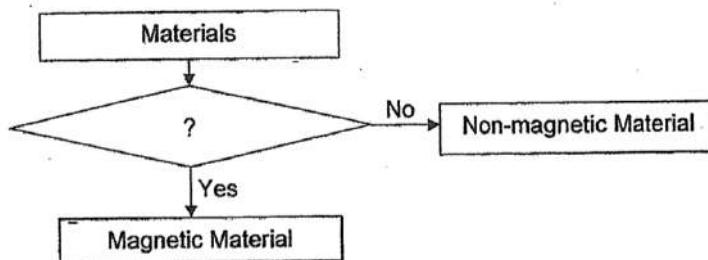 Materials
?
No
Non-magnetic Material
Yes
Magnetic Material